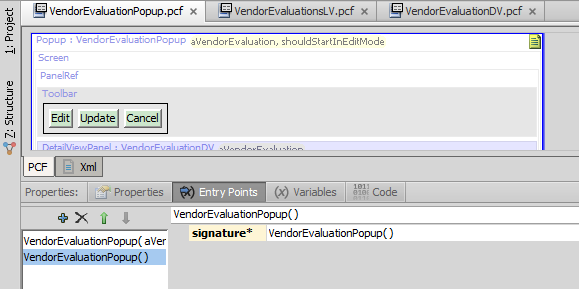 VendorEvaluationPopup.pcf VendorEvaluationsLV.pcf VendorEvaluationDV.pcf
1: Project
Z: Structure
Popup : VendorEvaluationPopup aVendorEvaluation, shouldStartInEditMode
Screen
PanelRef
Toolbar
Edit Update Cancel
DetailViewPanel : VendorEvaluationDV aVendorEvaluation
PCF Xml
Properties: Properties Entry Points (x) Variables Code
VendorEvaluationPopup()
VendorEvaluationPopup( aVer
signature* VendorEvaluationPopup()
VendorEvaluationPopup()